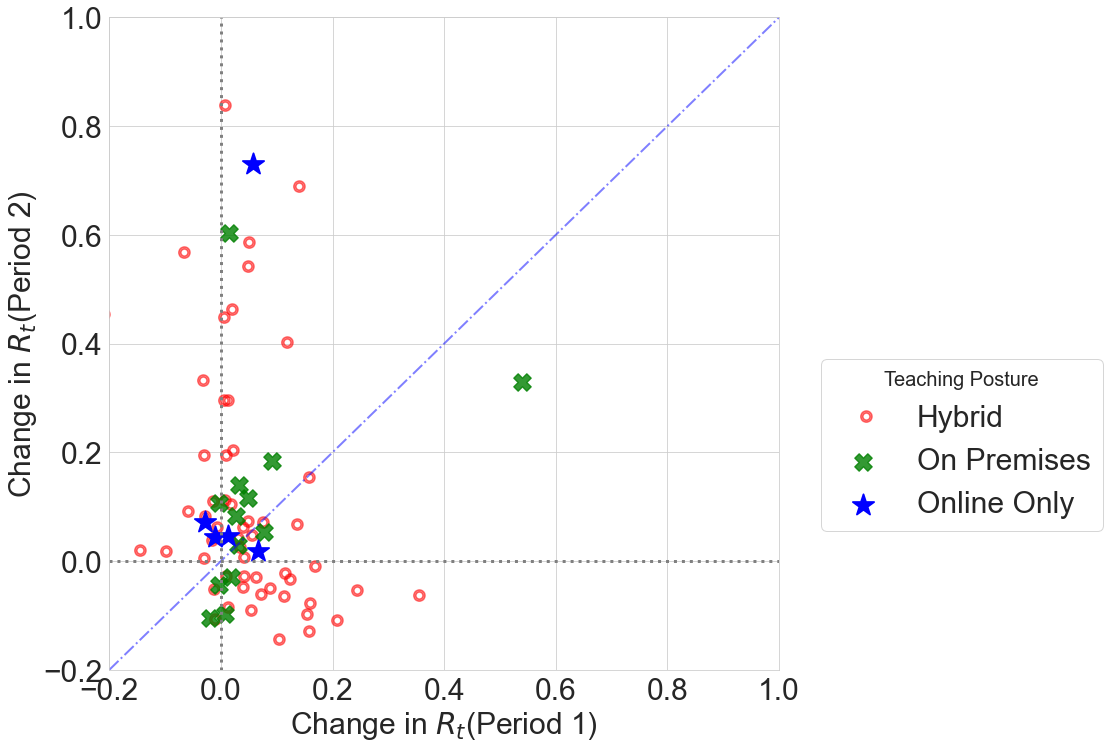 Change in $R_t$(Period 2)
1.0
0.8
0.6
0.4
0.2
0.0
−0.2
−0.2 0.0 0.2 0.4 0.6 0.8 1.0
Change in $R_t$(Period 1)
Teaching Posture
Hybrid
On Premises
Online Only